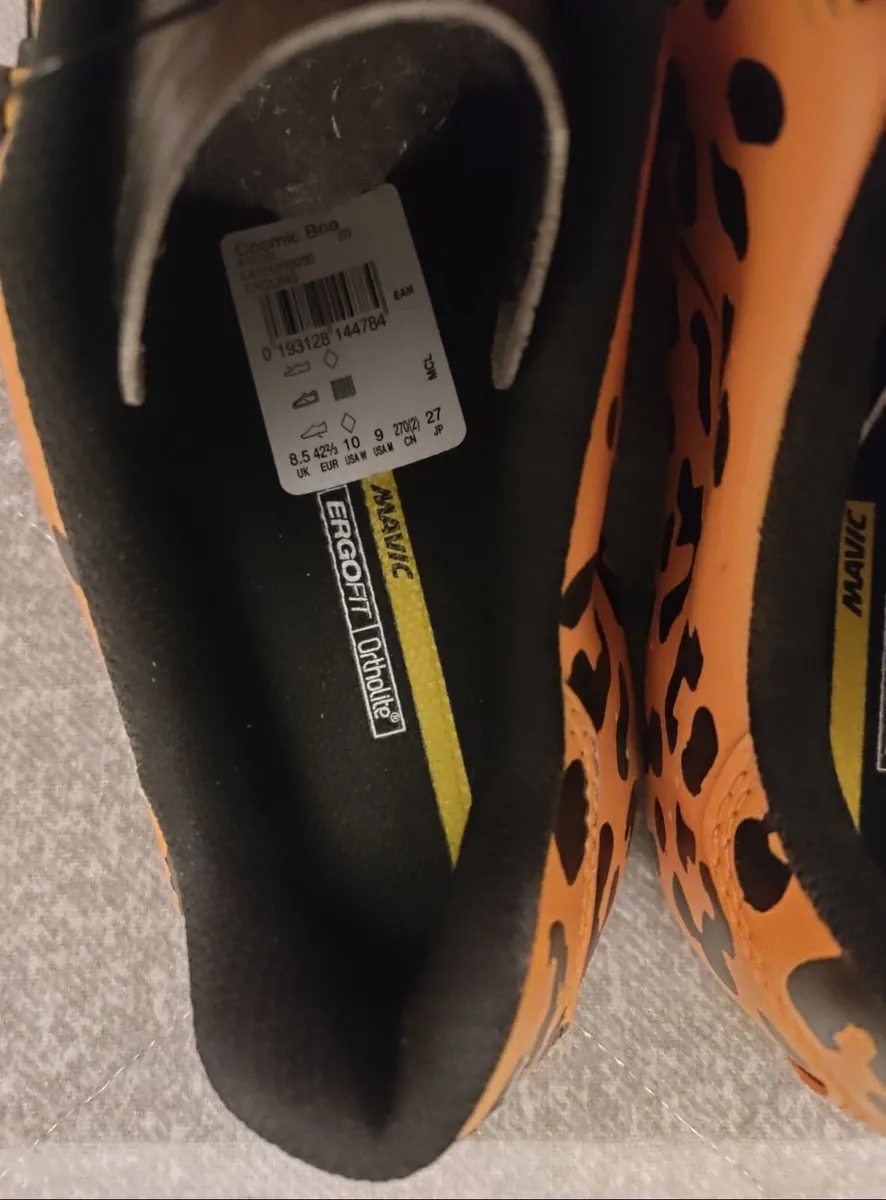 Cosmic Boa
EAN
0 193128 144784
MCL
8.5 42⅔ 10 9 270(2) 27
UK EUR USA W USA M CN JP
MAVIC
ERGOFIT Ortholite®
MAVIC